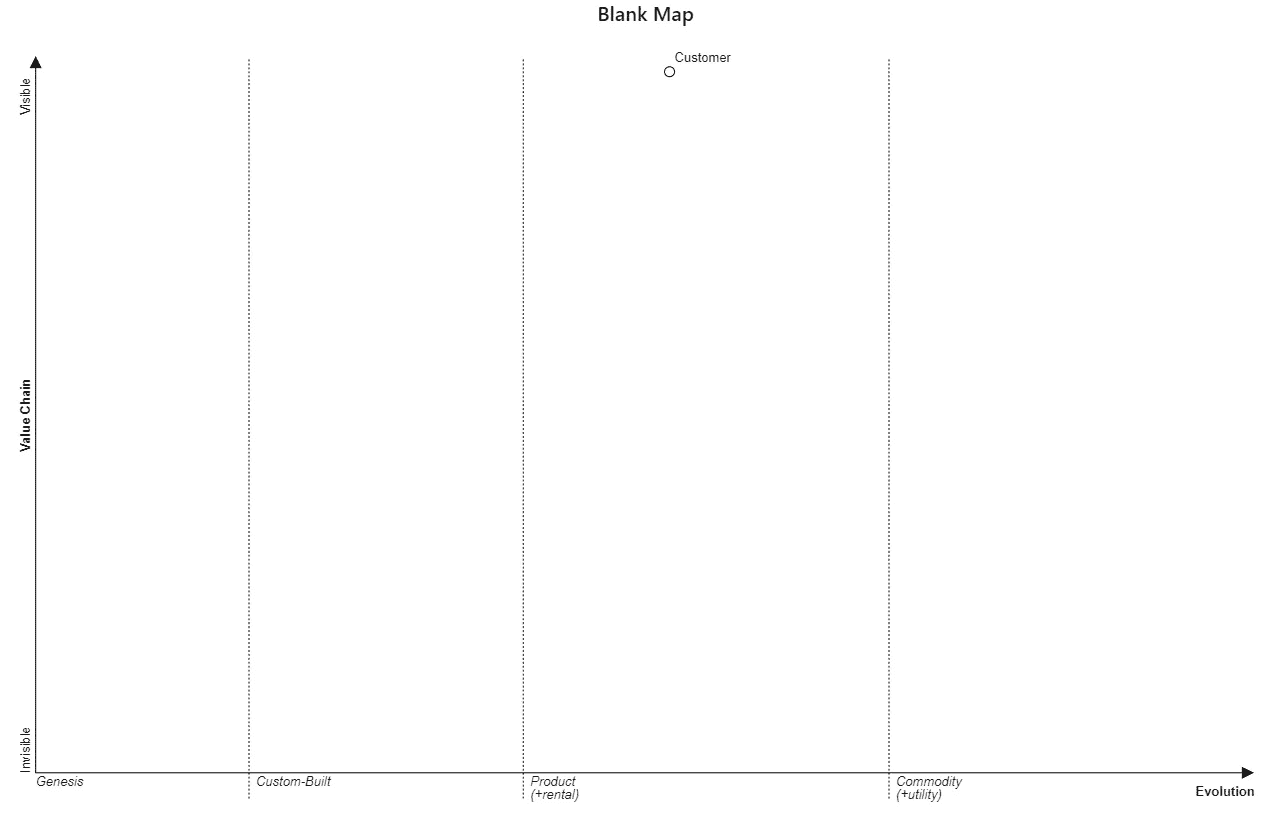 Blank Map
Customer
Visible
Value Chain
Invisible
Genesis
Custom-Built
Product
(+rental)
Commodity
(+utility)
Evolution